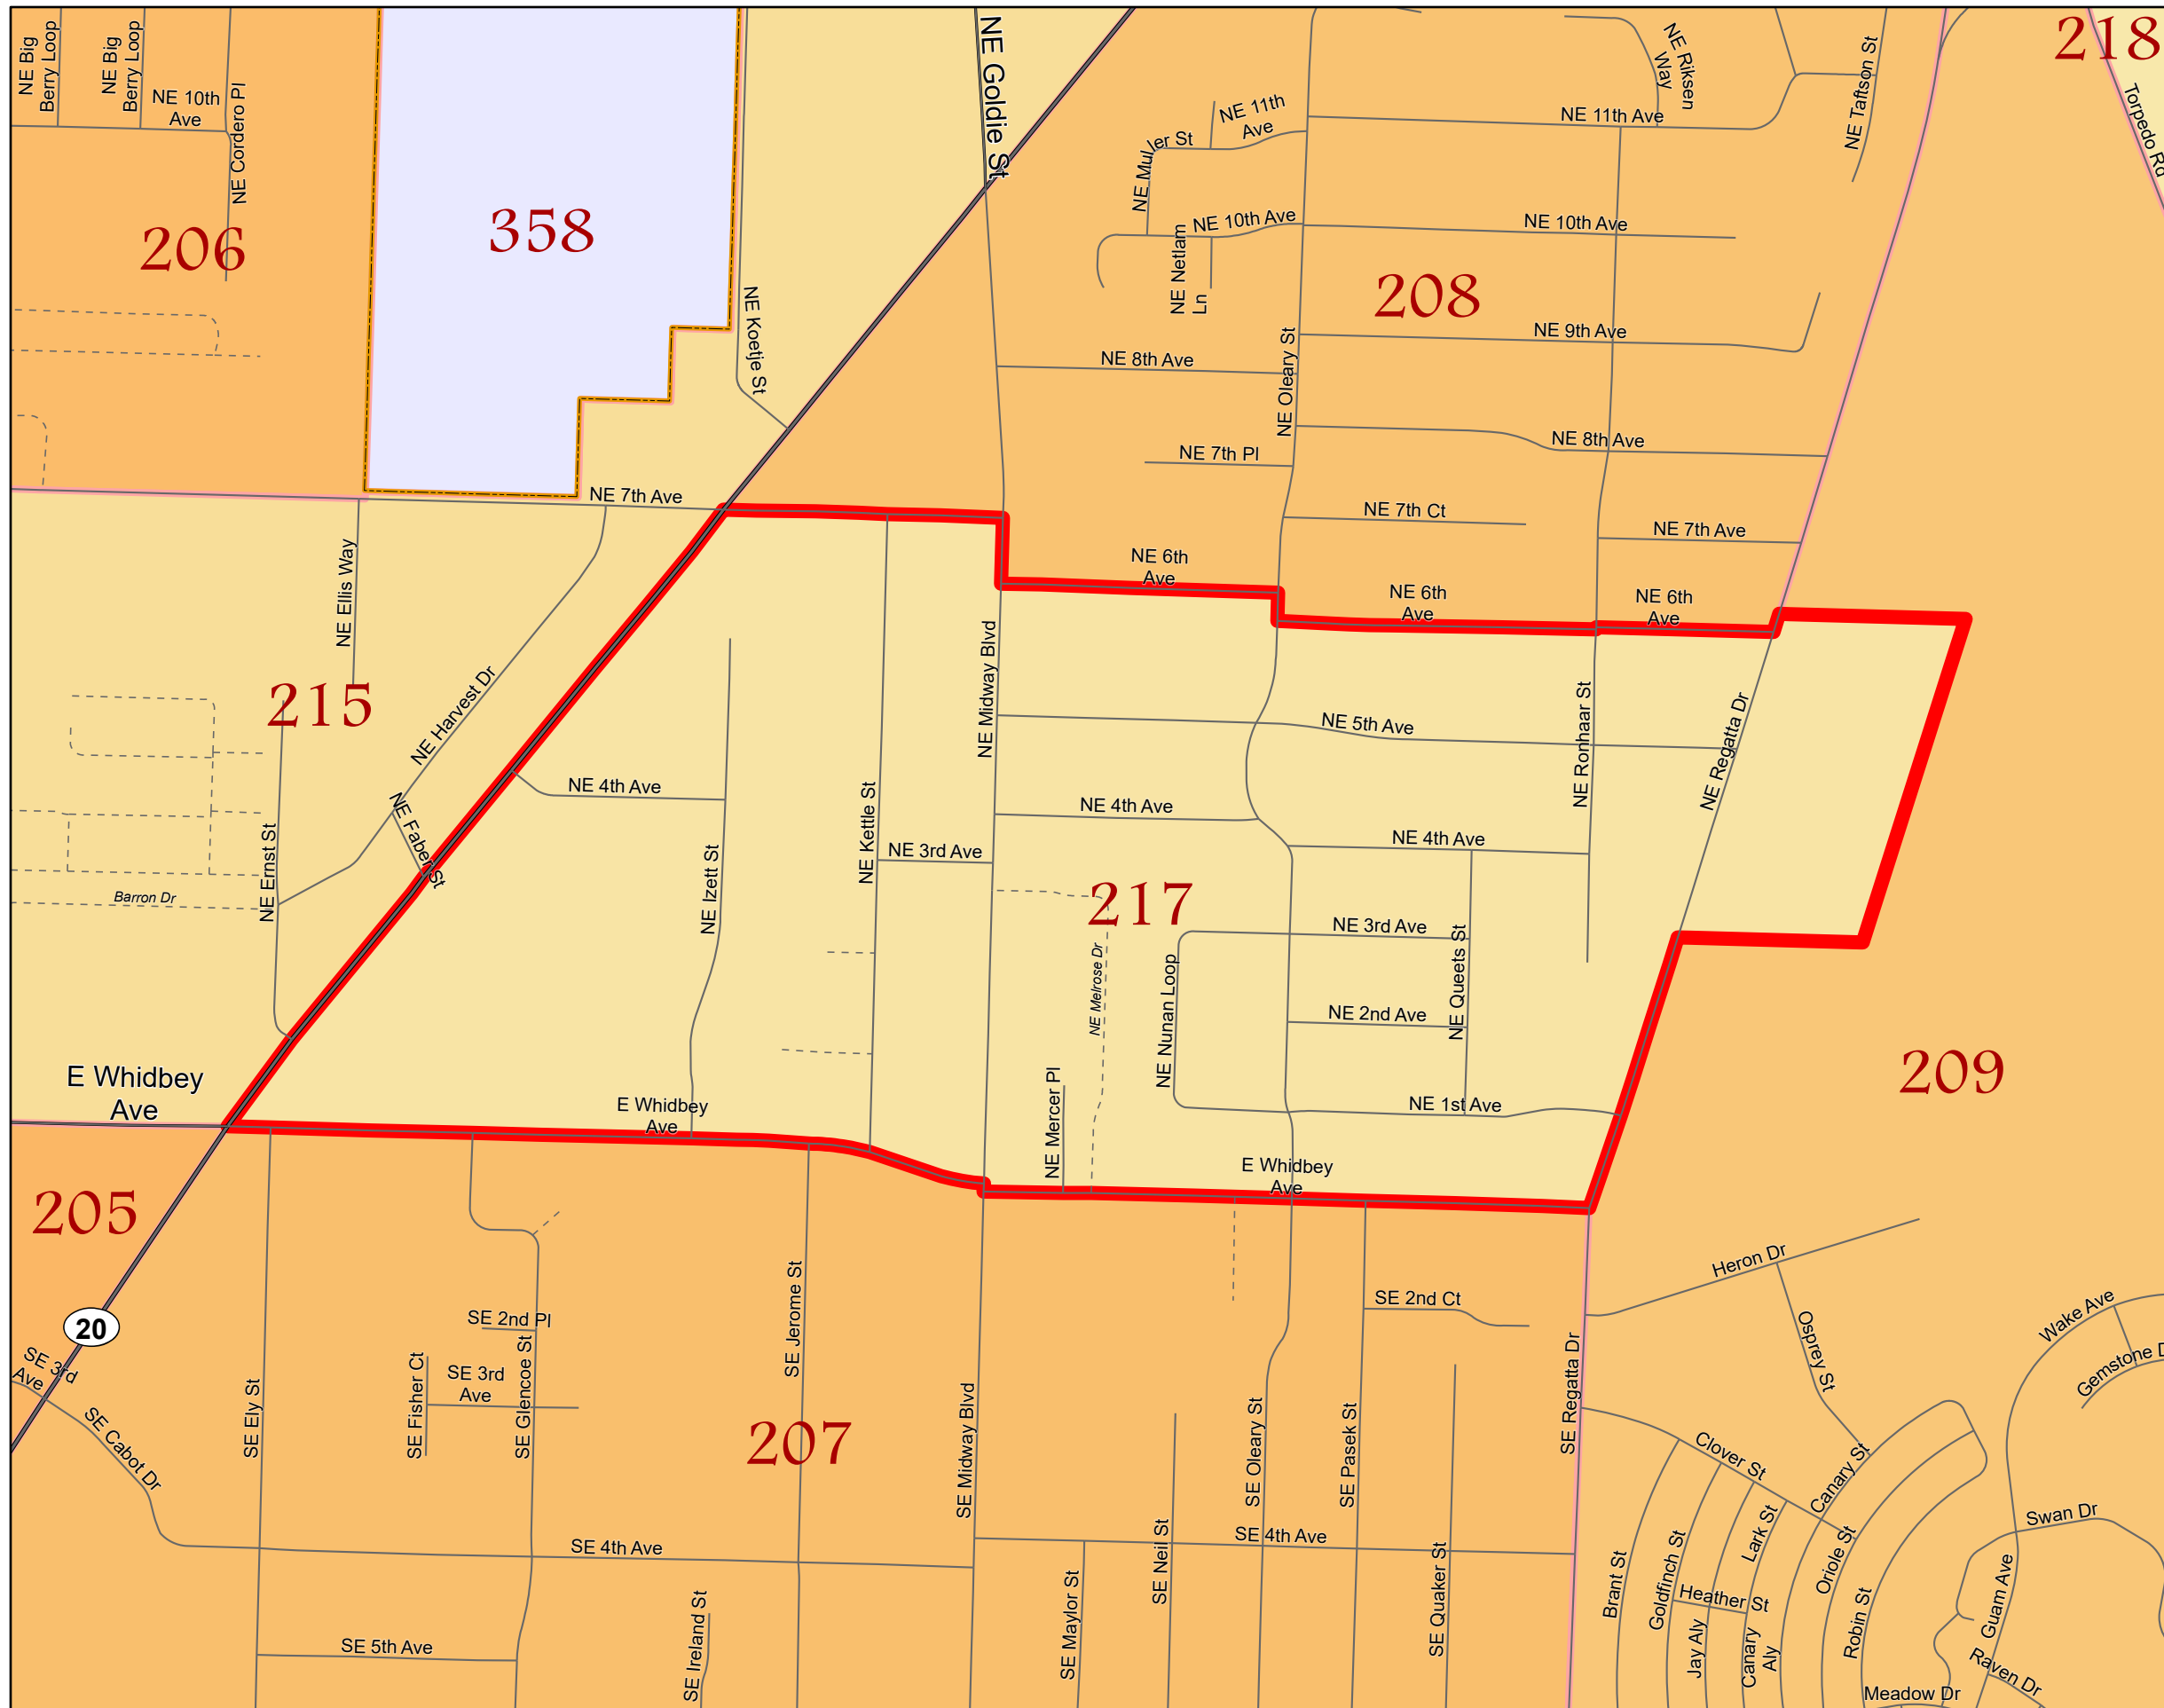 NE Big
Berry Loop
NE Big
Berry Loop
NE 10th
Ave
NE Cordero Pl
206
358
NE Koetje St
NE Goldie St
NE 11th
Ave
NE Muller St
NE 10th Ave
NE Netlam
Ln
NE Riksen
Way
NE 11th Ave
NE Taftson St
218
Torpedo Rd
NE 10th Ave
208
NE 9th Ave
NE Oleary St
NE 8th Ave
NE 8th Ave
NE 7th Pl
NE 7th Ave
NE 7th Ct
NE 7th Ave
NE 6th
Ave
NE 6th
Ave
NE 6th
Ave
NE Ellis Way
215
NE Harvest Dr
NE Faber St
NE Ernst St
Barron Dr
NE 4th Ave
NE Izett St
NE Kettle St
NE Midway Blvd
NE 5th Ave
NE Ronhaar St
NE Regatta Dr
NE 4th Ave
NE 4th Ave
NE 3rd Ave
217
NE 3rd Ave
NE Melrose Dr
NE Nunan Loop
NE Queets St
NE 2nd Ave
NE Mercer Pl
NE 1st Ave
209
E Whidbey
Ave
E Whidbey
Ave
E Whidbey
Ave
205
20
SE 3rd
Ave
SE Cabot Dr
SE Ely St
SE 2nd Pl
SE Fisher Ct
SE 3rd
Ave
SE Glencoe St
SE Jerome St
207
SE Midway Blvd
SE 2nd Ct
SE Oleary St
SE Pasek St
SE Regatta Dr
SE 4th Ave
SE 4th Ave
SE Neil St
SE Maylor St
SE Quaker St
SE 5th Ave
SE Ireland St
Heron Dr
Osprey St
Wake Ave
Gemstone D
Clover St
Canary St
Lark St
Oriole St
Swan Dr
Brant St
Goldfinch St
Heather St
Jay Aly
Canary
Aly
Robin St
Guam Ave
Raven Dr
Meadow Dr